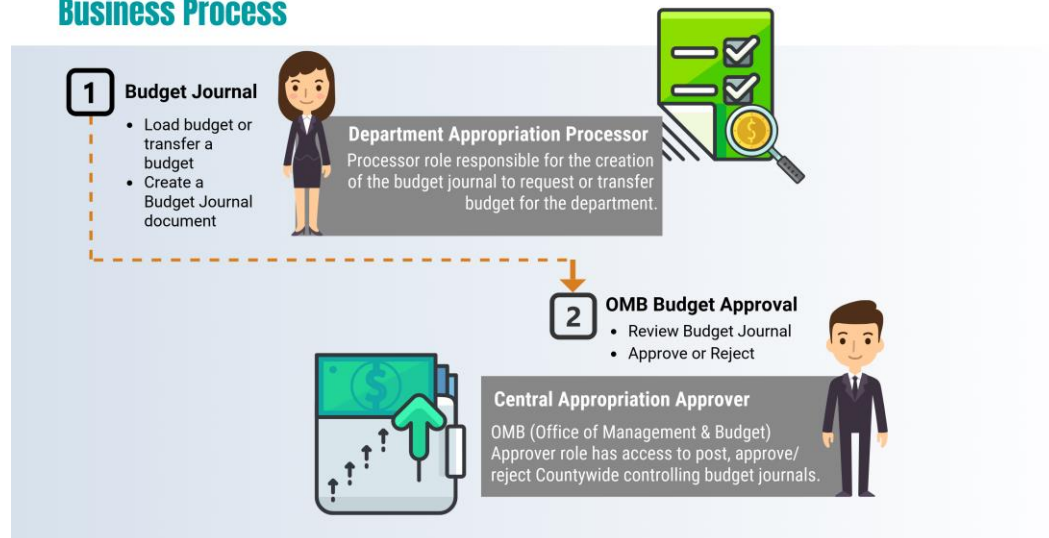 Business Process
1
Budget Journal
• Load budget or
transfer a
budget
• Create a
Budget Journal
document
Department Appropriation Processor
Processor role responsible for the creation
of the budget journal to request or transfer
budget for the department.
2
OMB Budget Approval
• Review Budget Journal
• Approve or Reject
Central Appropriation Approver
OMB (Office of Management & Budget)
Approver role has access to post, approve/
reject Countywide controlling budget journals.